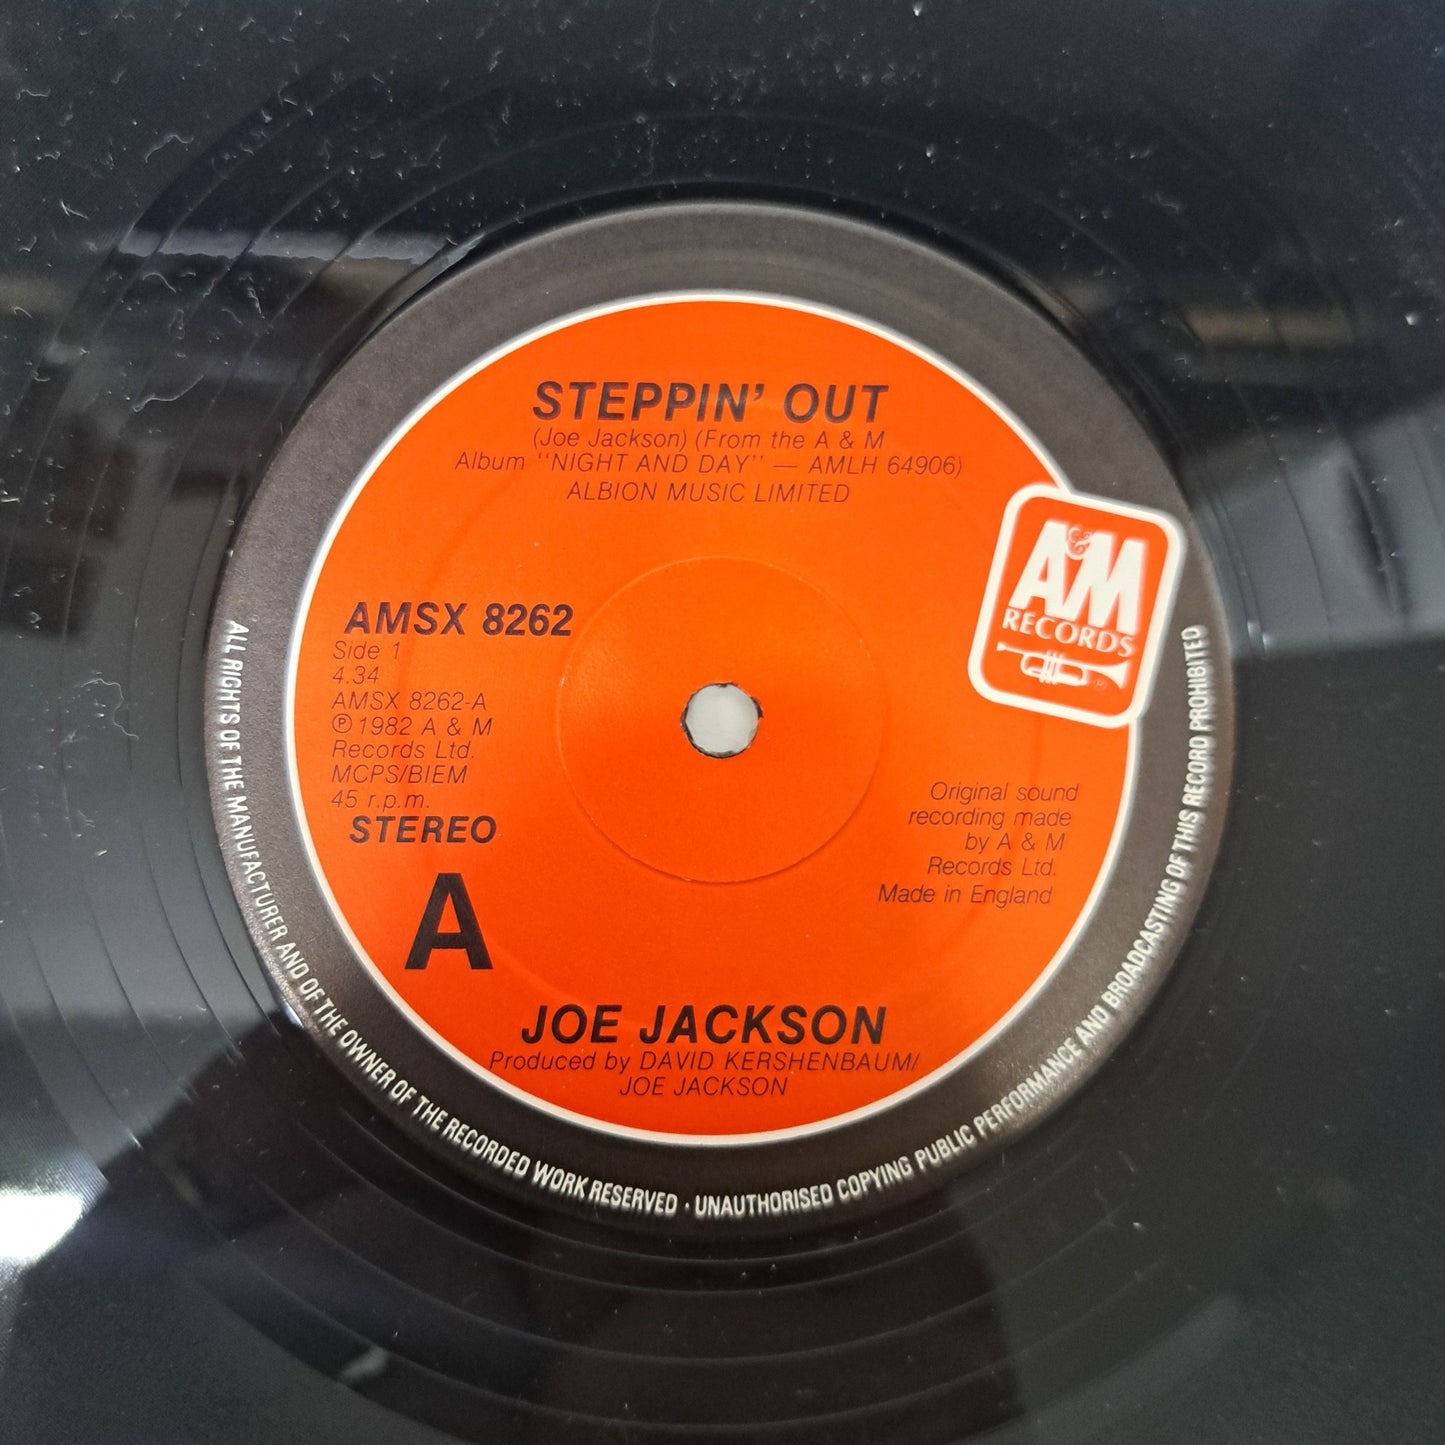 STEPPIN' OUT
(Joe Jackson) (From the A & M
Album "NIGHT AND DAY" — AMLH 64906)
ALBION MUSIC LIMITED
A&M
RECORDS
®
AMSX 8262
Side 1
4.34
AMSX 8262-A
℗ 1982 A & M
Records Ltd.
MCPS/BIEM
45 r.p.m.
STEREO
A
Original sound
recording made
by A & M
Records Ltd.
Made in England
JOE JACKSON
Produced by DAVID KERSHENBAUM/
JOE JACKSON
ALL RIGHTS OF THE MANUFACTURER AND OF THE OWNER OF THE RECORDED WORK RESERVED · UNAUTHORISED COPYING PUBLIC PERFORMANCE AND BROADCASTING OF THIS RECORD PROHIBITED